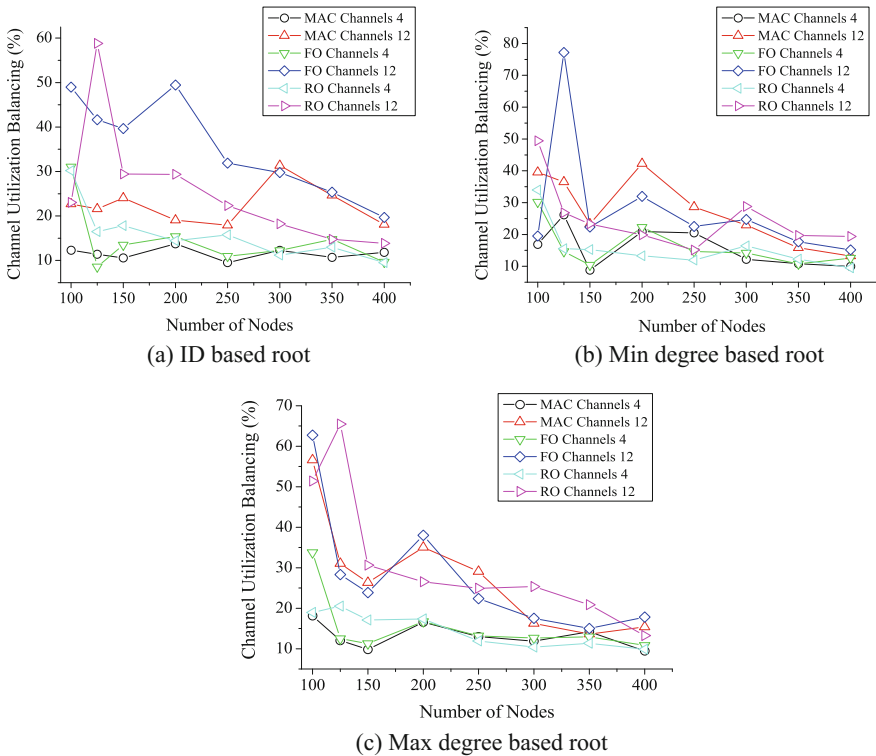 MAC Channels 4
MAC Channels 12
FO Channels 4
FO Channels 12
RO Channels 4
RO Channels 12
Channel Utilization Balancing (%)
60
50
40
30
20
10
100 150 200 250 300 350 400
Number of Nodes
(a) ID based root
MAC Channels 4
MAC Channels 12
FO Channels 4
FO Channels 12
RO Channels 4
RO Channels 12
Channel Utilization Balancing (%)
80
70
60
50
40
30
20
10
100 150 200 250 300 350 400
Number of Nodes
(b) Min degree based root
MAC Channels 4
MAC Channels 12
FO Channels 4
FO Channels 12
RO Channels 4
RO Channels 12
Channel Utilization Balancing (%)
70
60
50
40
30
20
10
100 150 200 250 300 350 400
Number of Nodes
(c) Max degree based root